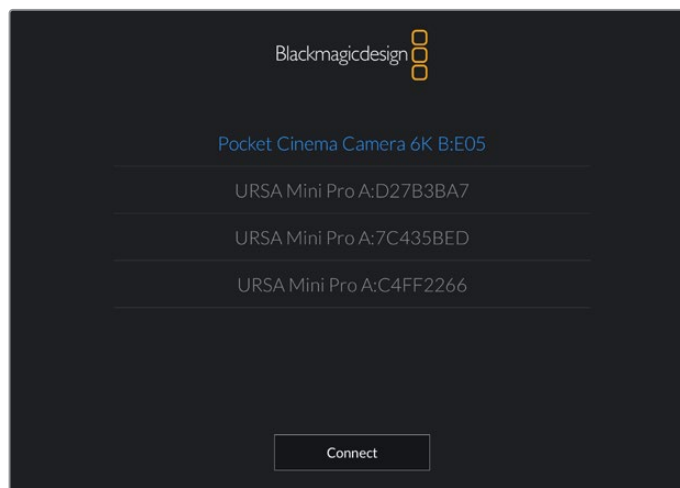 Blackmagicdesign
Pocket Cinema Camera 6K B:E05
URSA Mini Pro A:D27B3BA7
URSA Mini Pro A:7C435BED
URSA Mini Pro A:C4FF2266
Connect